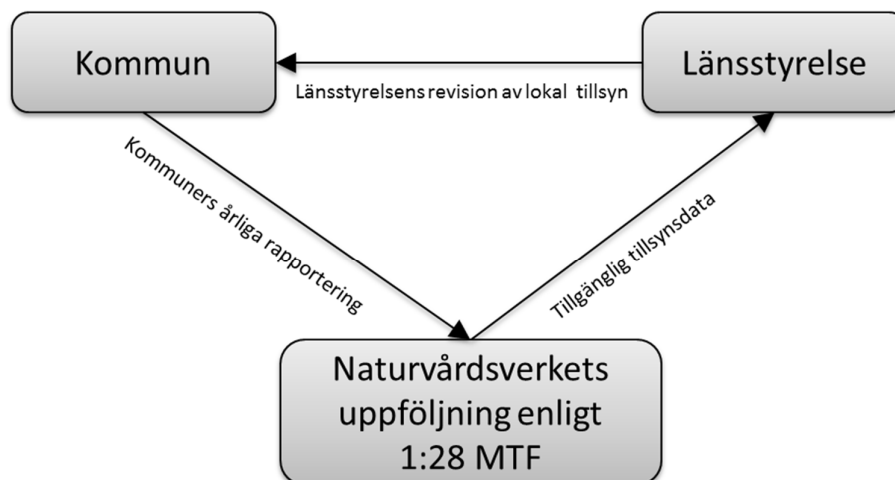 Kommun
Länsstyrelse
Länsstyrelsens revision av lokal tillsyn
Kommuners årliga rapportering
Tillgänglig tillsynsdata
Naturvårdsverkets
uppföljning enligt
1:28 MTF